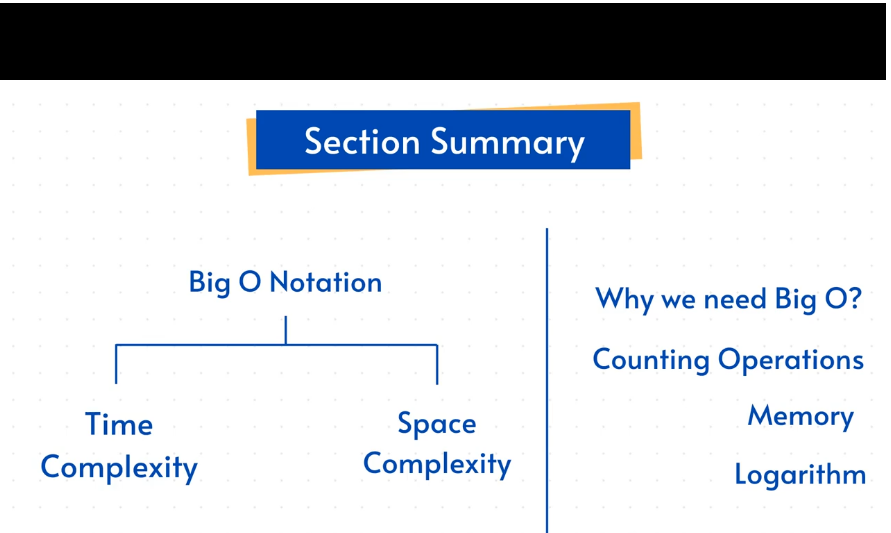 Section Summary
Big O Notation
Time
Complexity
Space
Complexity
Why we need Big O?
Counting Operations
Memory
Logarithm